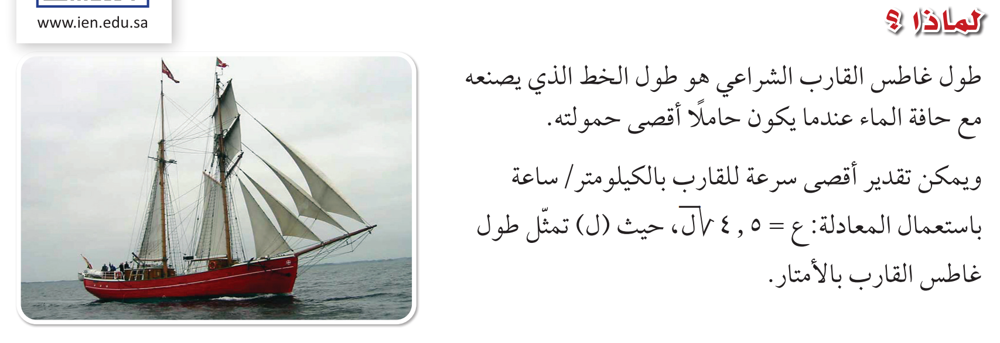 www.ien.edu.sa
لماذا ؟
طول غاطس القارب الشراعي هو طول الخط الذي يصنعه
مع حافة الماء عندما يكون حاملًا أقصى حمولته.
ويمكن تقدير أقصى سرعة للقارب بالكيلومتر/ ساعة
باستعمال المعادلة: ع = ٥ , ٤ √ل، حيث (ل) تمثّل طول
غاطس القارب بالأمتار.